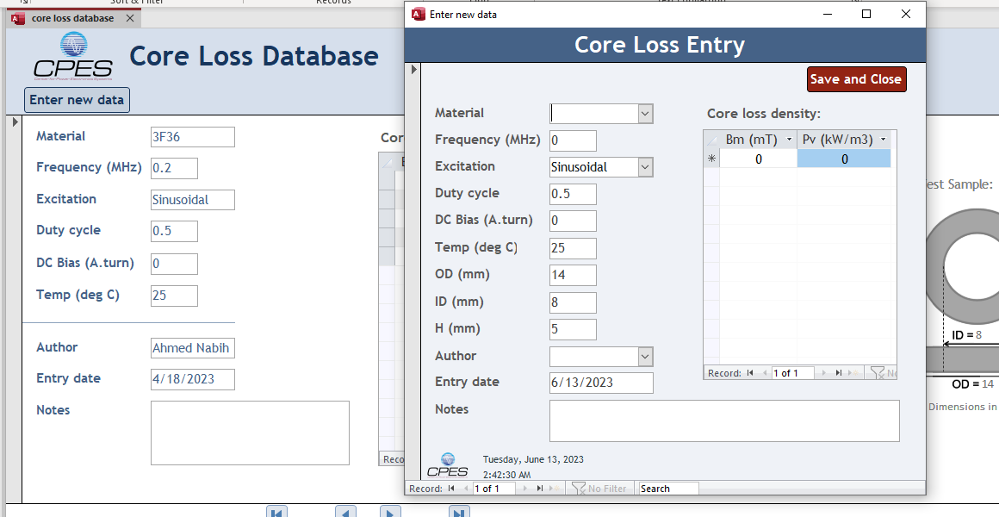 Records
core loss database
CPES
Core Loss Database
Enter new data
Material
3F36
Frequency (MHz)
0.2
Excitation
Sinusoidal
Duty cycle
0.5
DC Bias (A.turn)
0
Temp (deg C)
25
Author
Ahmed Nabih
Entry date
4/18/2023
Notes
Cor
Reco
Enter new data
Core Loss Entry
Save and Close
Material
Frequency (MHz)
0
Excitation
Sinusoidal
Duty cycle
0.5
DC Bias (A.turn)
0
Temp (deg C)
25
OD (mm)
14
ID (mm)
8
H (mm)
5
Author
Entry date
6/13/2023
Notes
Core loss density:
Bm (mT) Pv (kW/m3)
* 0 0
Record: 1 of 1 No
CPES
Tuesday, June 13, 2023
2:42:30 AM
Record: 1 of 1 No Filter Search
est Sample:
ID = 8
OD = 14
Dimensions in